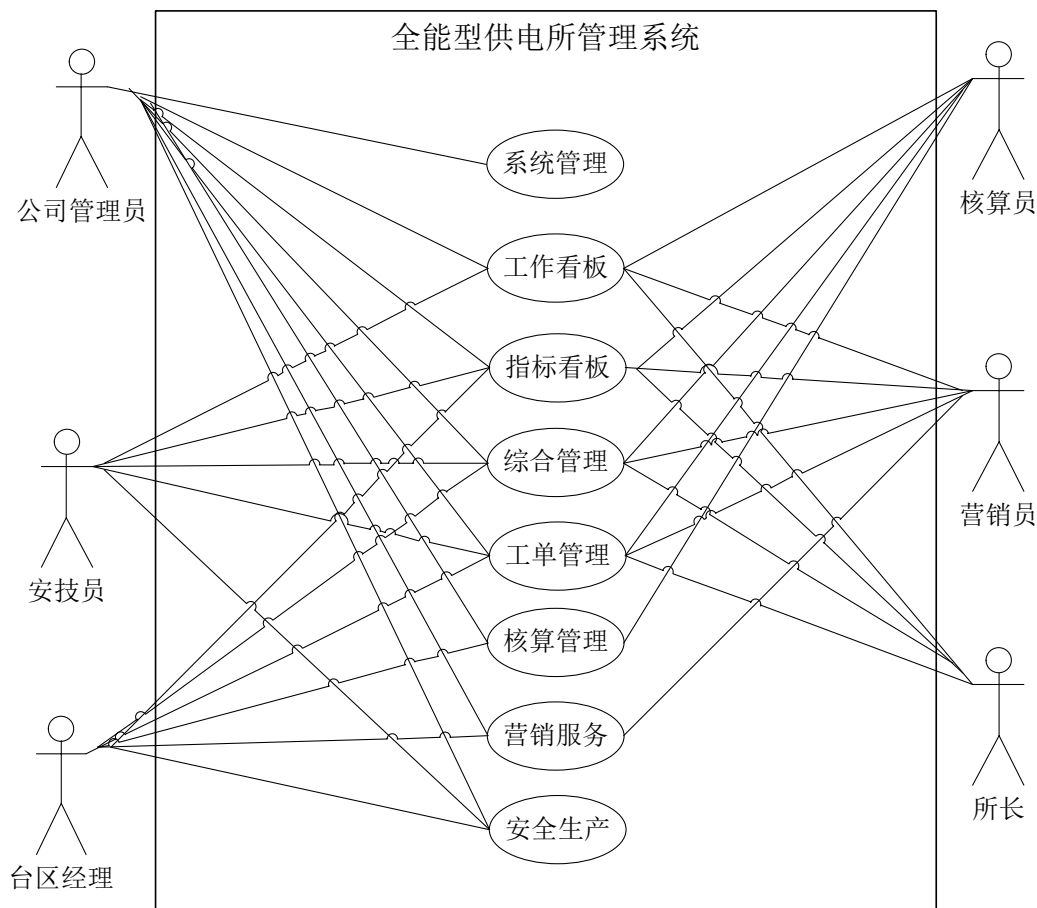 全能型供电所管理系统
公司管理员
核算员
系统管理
工作看板
指标看板
综合管理
工单管理
核算管理
营销服务
安全生产
安技员
营销员
台区经理
所长